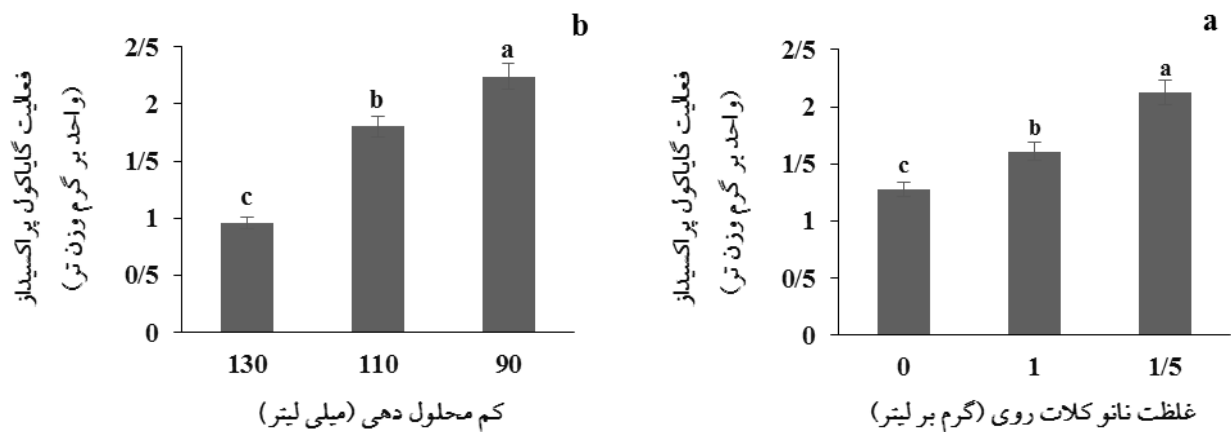 b
فعالیت گایاکول پراکسیداز
(واحد بر گرم وزن تر)
2/5
2
1/5
1
0/5
0
c
b
a
130 110 90
کم محلول دهی (میلی لیتر)
a
فعالیت گایاکول پراکسیداز
(واحد بر گرم وزن تر)
2/5
2
1/5
1
0/5
0
c
b
a
0 1 1/5
غلظت نانو کلات روی (گرم بر لیتر)